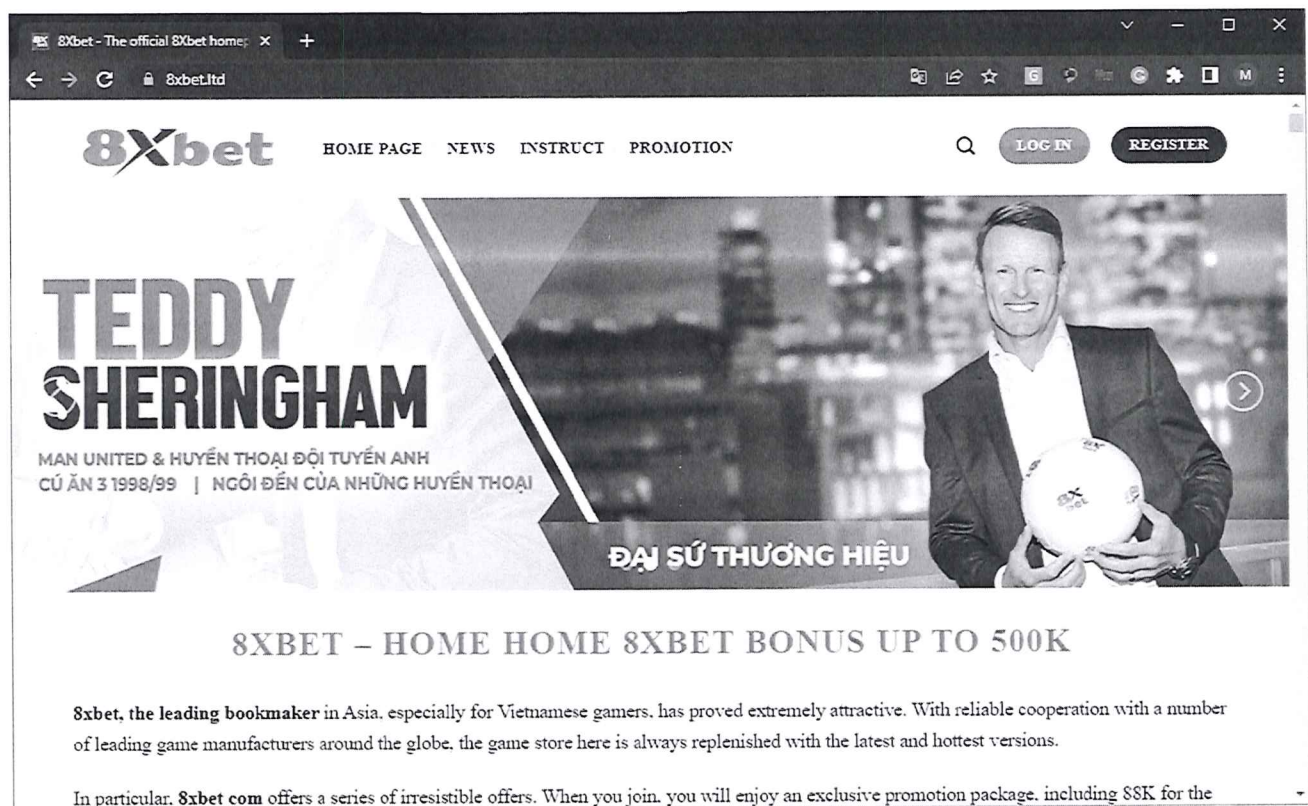 8Xbet - The official 8Xbet home
8xbet.ltd
M
8Xbet
HOME PAGE NEWS INSTRUCT PROMOTION
LOG IN
REGISTER
TEDDY
SHERINGHAM
MAN UNITED & HUYỀN THOẠI ĐỘI TUYỂN ANH
CÚ ĂN 3 1998/99 | NGÔI ĐỀN CỦA NHỮNG HUYỀN THOẠI
8X
bet
ĐẠI SỨ THƯƠNG HIỆU
8XBET – HOME HOME 8XBET BONUS UP TO 500K
8xbet, the leading bookmaker in Asia, especially for Vietnamese gamers, has proved extremely attractive. With reliable cooperation with a number
of leading game manufacturers around the globe, the game store here is always replenished with the latest and hottest versions.
In particular, 8xbet com offers a series of irresistible offers. When you join, you will enjoy an exclusive promotion package, including 88K for the